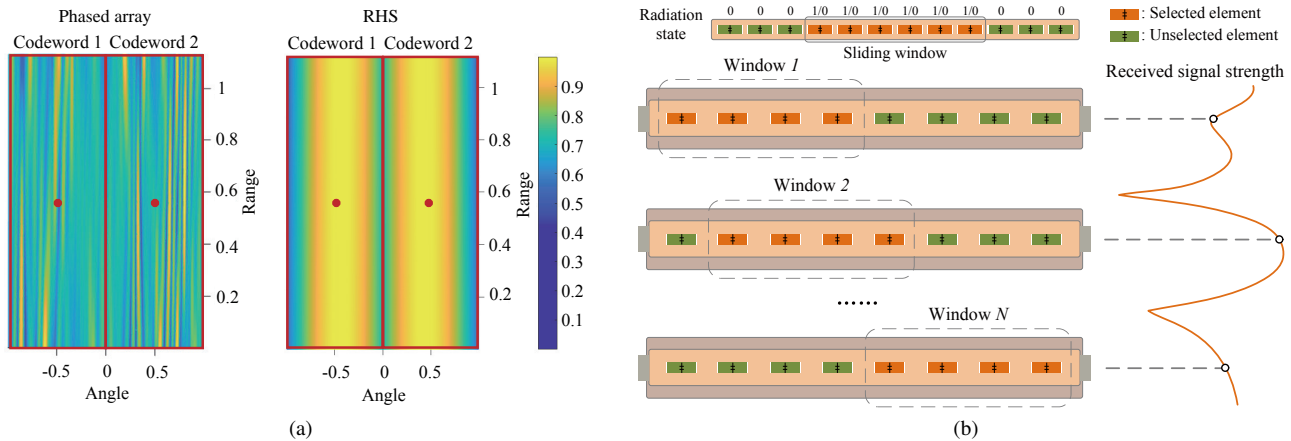 Phased array
RHS
Codeword 1 Codeword 2
Codeword 1 Codeword 2
1
0.8
0.6
0.4
0.2
Range
-0.5 0 0.5
Angle
1
0.8
0.6
0.4
0.2
Range
-0.5 0 0.5
Angle
0.9
0.8
0.7
0.6
0.5
0.4
0.3
0.2
0.1
(a)
Radiation
state
0 0 0 1/0 1/0 1/0 1/0 1/0 1/0 0 0 0
Sliding window
: Selected element
: Unselected element
Received signal strength
Window 1
Window 2
......
Window N
(b)